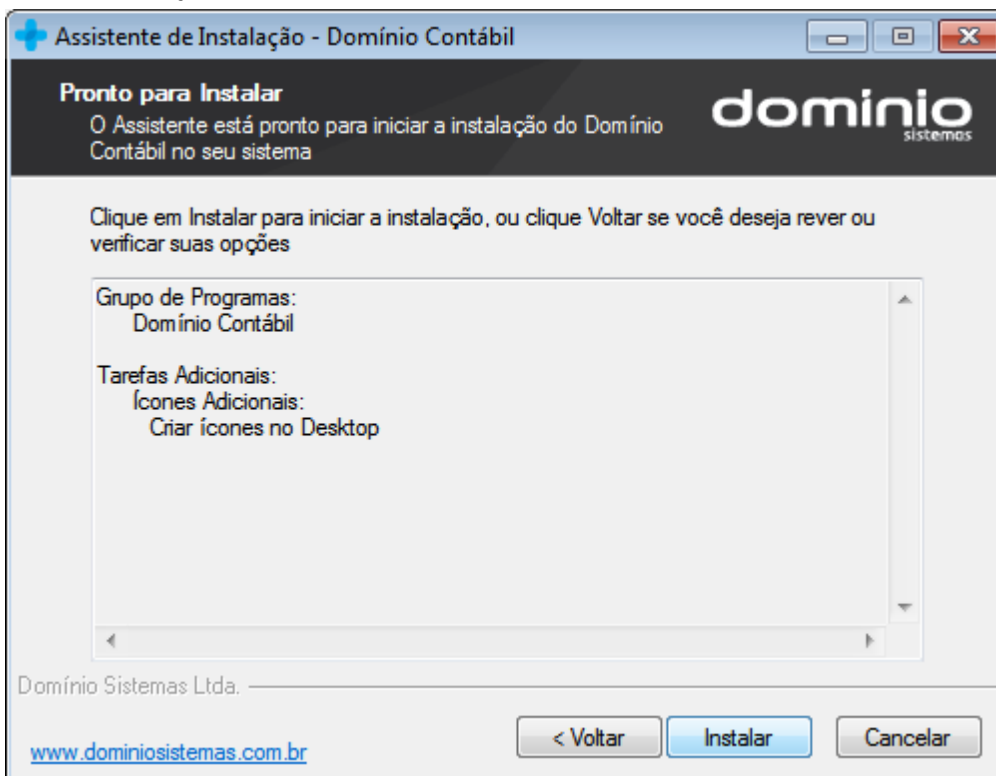 Assistente de Instalação - Domínio Contábil
Pronto para Instalar
O Assistente está pronto para iniciar a instalação do Domínio
Contábil no seu sistema
dominio
sistemas
Clique em Instalar para iniciar a instalação, ou clique Voltar se você deseja rever ou
verificar suas opções
Grupo de Programas:
Domínio Contábil
Tarefas Adicionais:
Ícones Adicionais:
Criar ícones no Desktop
Domínio Sistemas Ltda.
www.dominiosistemas.com.br
< Voltar
Instalar
Cancelar